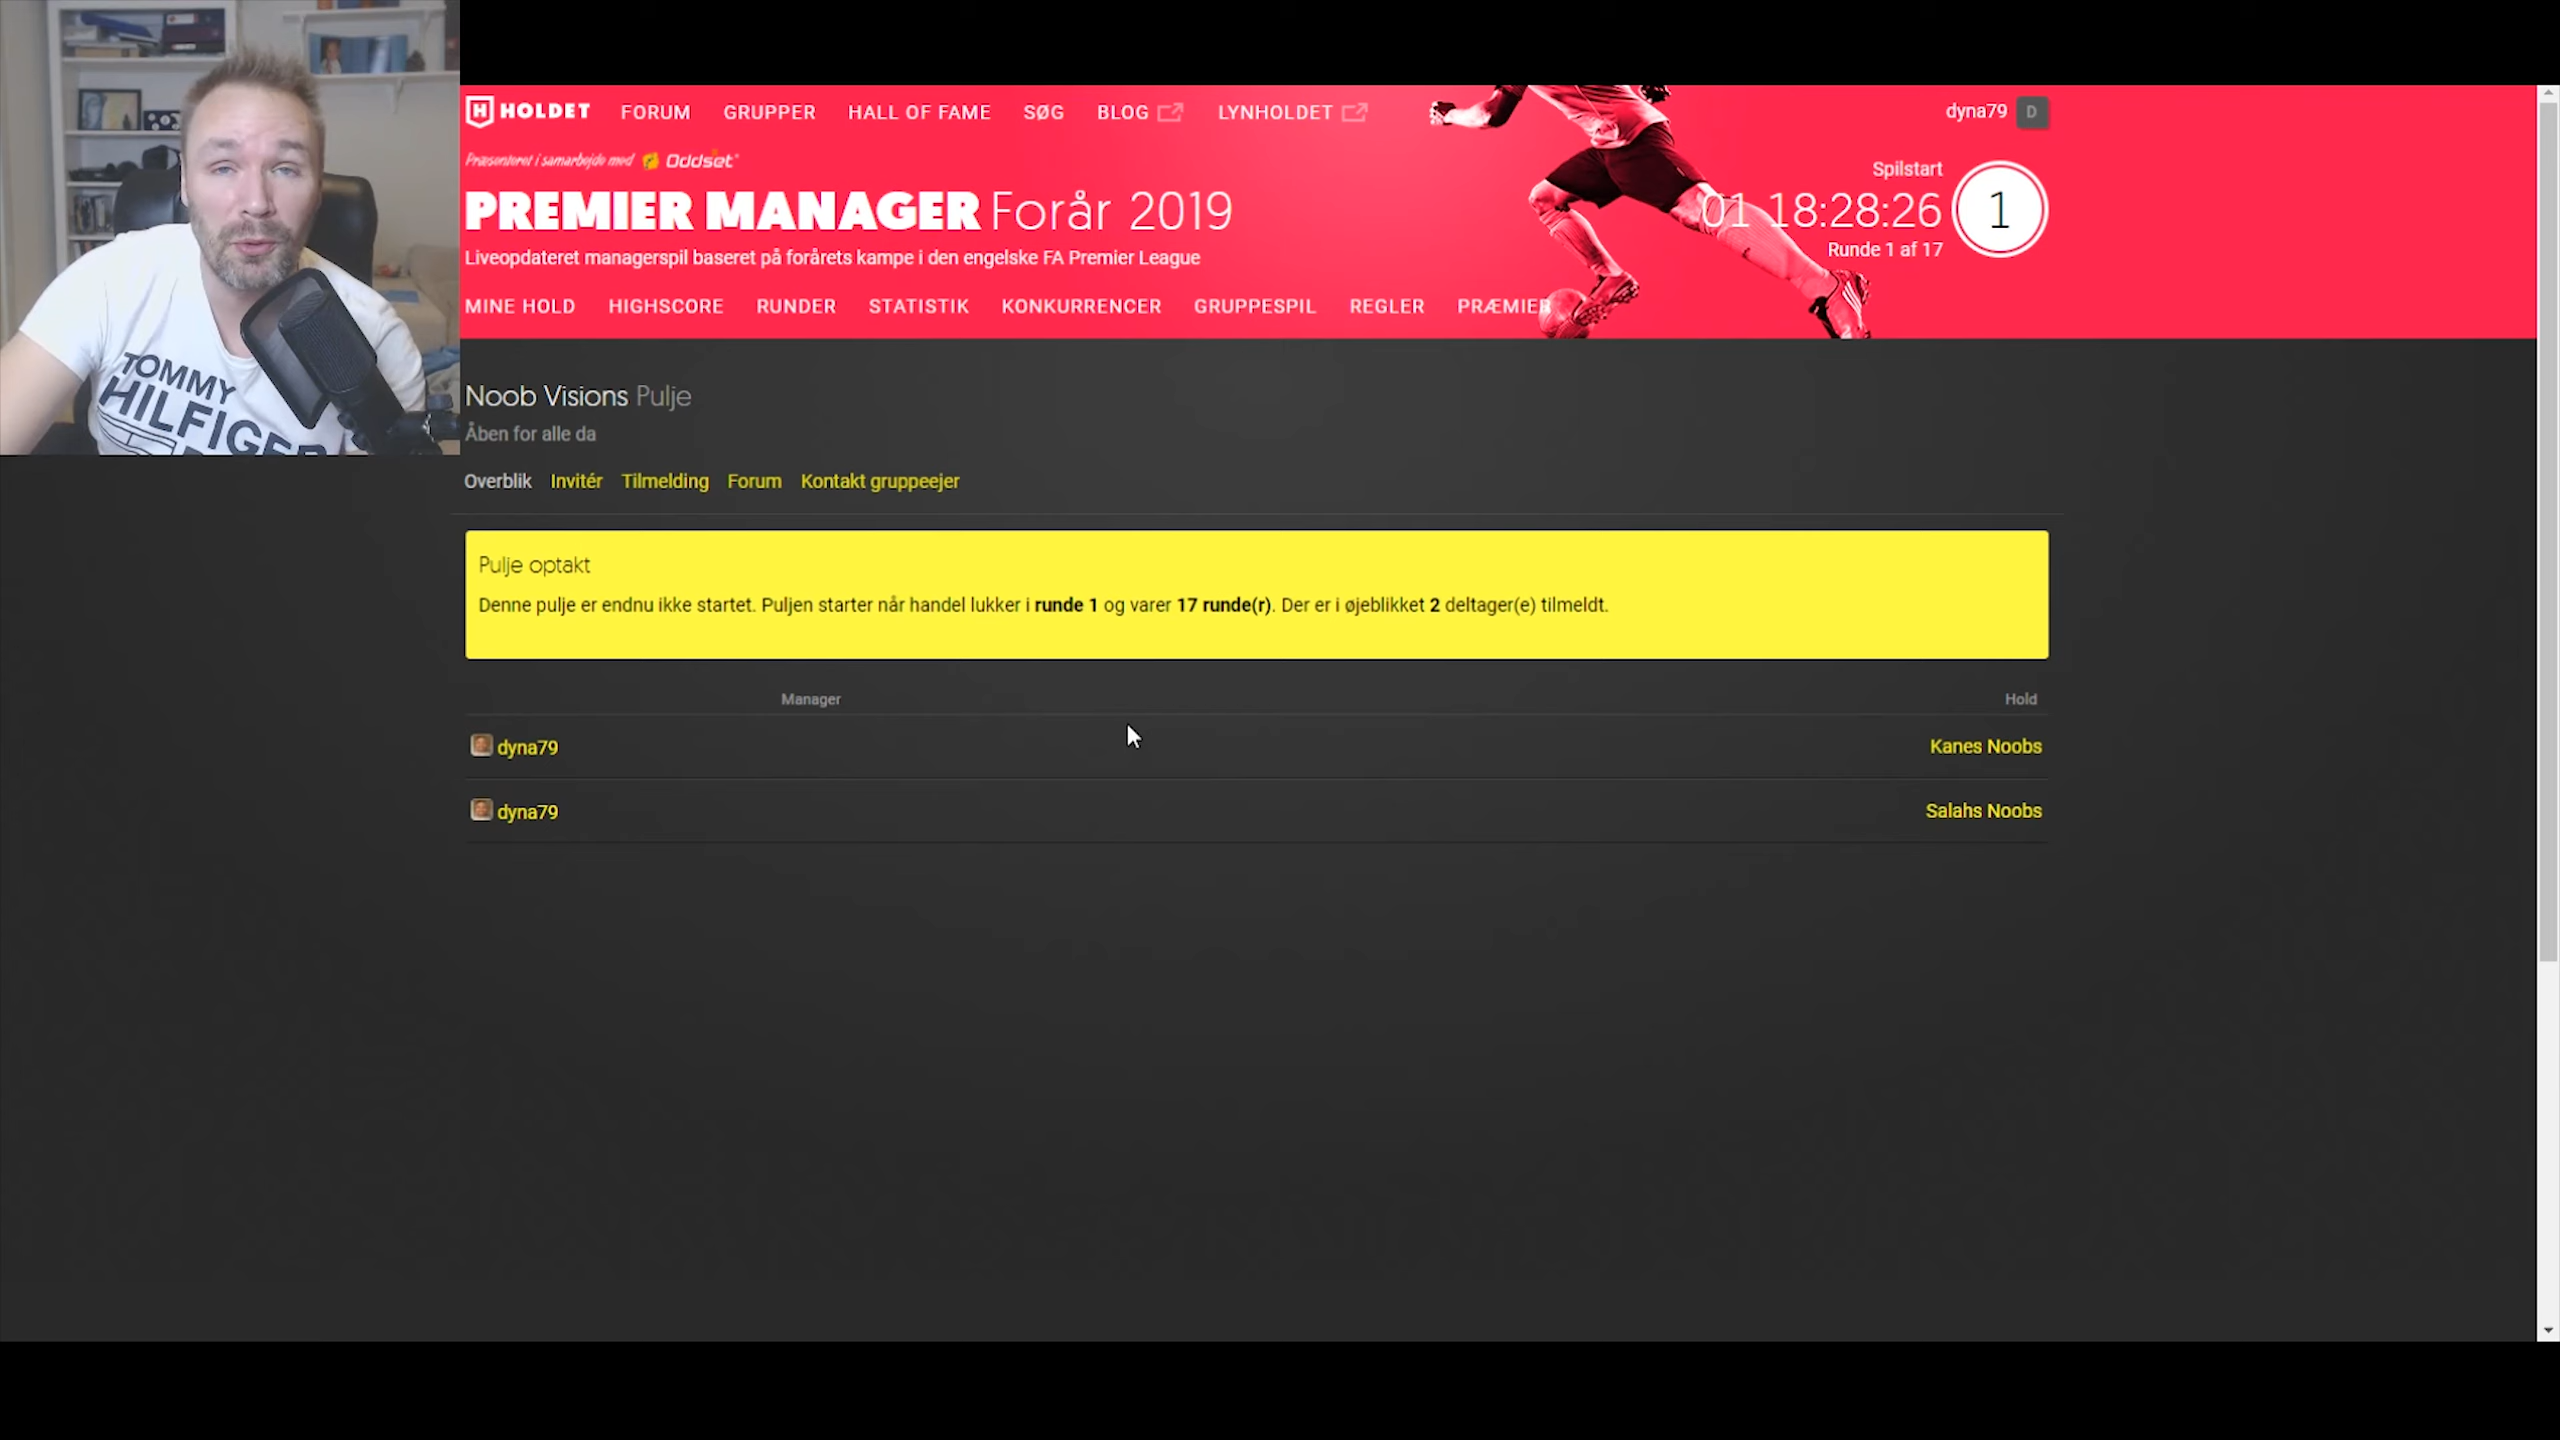 HOLDET FORUM GRUPPER HALL OF FAME SØG BLOG LYNHOLDET dyna79 D
Præsenteret i samarbejde med Oddset
PREMIER MANAGER Forår 2019
Liveopdateret managerspil baseret på forårets kampe i den engelske FA Premier League
Spilstart
01 18:28:26 1
Runde 1 af 17
MINE HOLD HIGHSCORE RUNDER STATISTIK KONKURRENCER GRUPPESPIL REGLER PRÆMIER
TOMMY
HILFIGER
Noob Visions Pulje
Åben for alle da
Overblik Invitér Tilmelding Forum Kontakt gruppeejer
Pulje optakt
Denne pulje er endnu ikke startet. Puljen starter når handel lukker i runde 1 og varer 17 runde(r). Der er i øjeblikket 2 deltager(e) tilmeldt.
Manager Hold
dyna79 Kanes Noobs
dyna79 Salahs Noobs